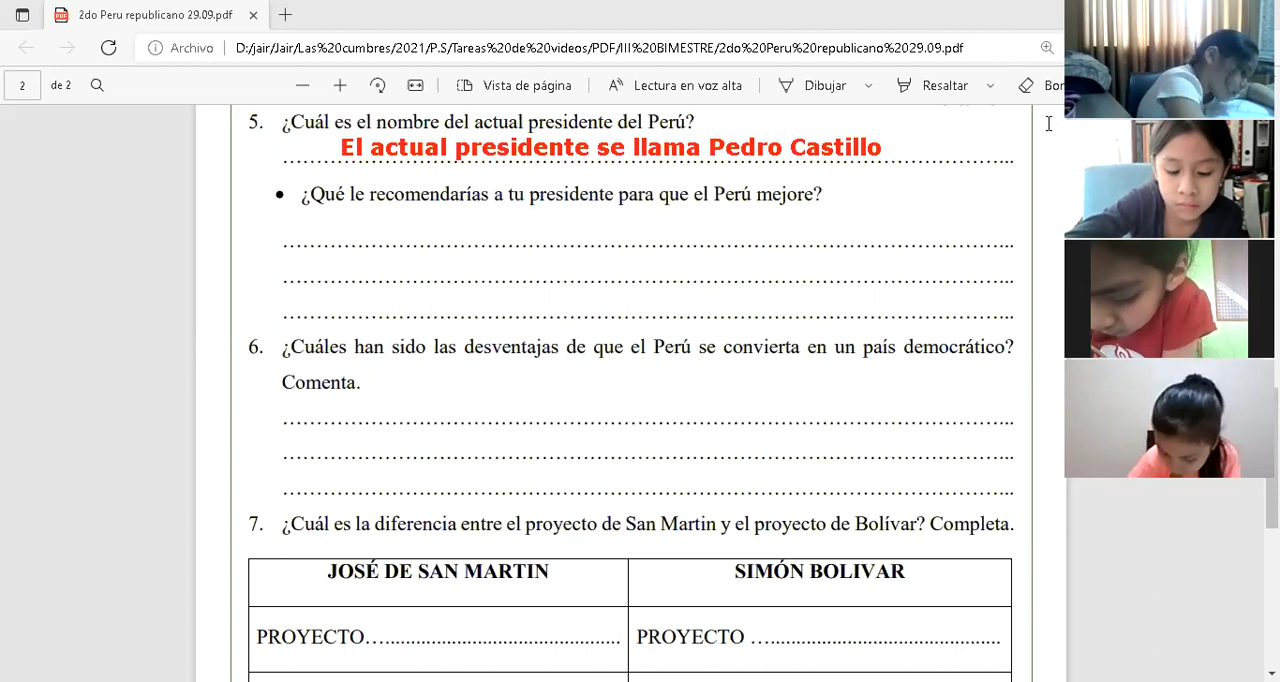 2do Peru republicano 29.09.pdf
Archivo D:/jair/Jair/Las%20cumbres/2021/P.S/Tareas%20de%20videos/PDF/III%20BIMESTRE/2do%20Peru%20republicano%2029.09.pdf
2 de 2 Vista de página Lectura en voz alta Dibujar Resaltar Bor
5. ¿Cuál es el nombre del actual presidente del Perú?
El actual presidente se llama Pedro Castillo
• ¿Qué le recomendarías a tu presidente para que el Perú mejore?
6. ¿Cuáles han sido las desventajas de que el Perú se convierta en un país democrático?
Comenta.
7. ¿Cuál es la diferencia entre el proyecto de San Martin y el proyecto de Bolívar? Completa.
JOSÉ DE SAN MARTIN SIMÓN BOLIVAR
PROYECTO................................................ PROYECTO ................................................